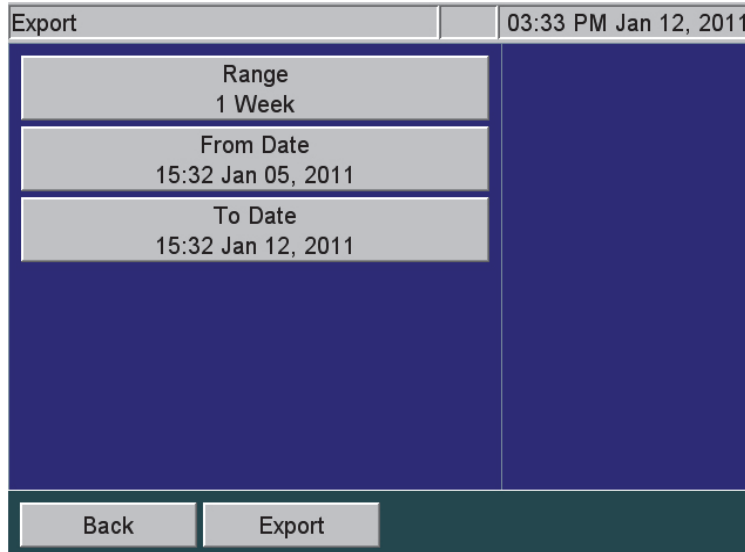 Export
03:33 PM Jan 12, 2011
Range
1 Week
From Date
15:32 Jan 05, 2011
To Date
15:32 Jan 12, 2011
Back
Export